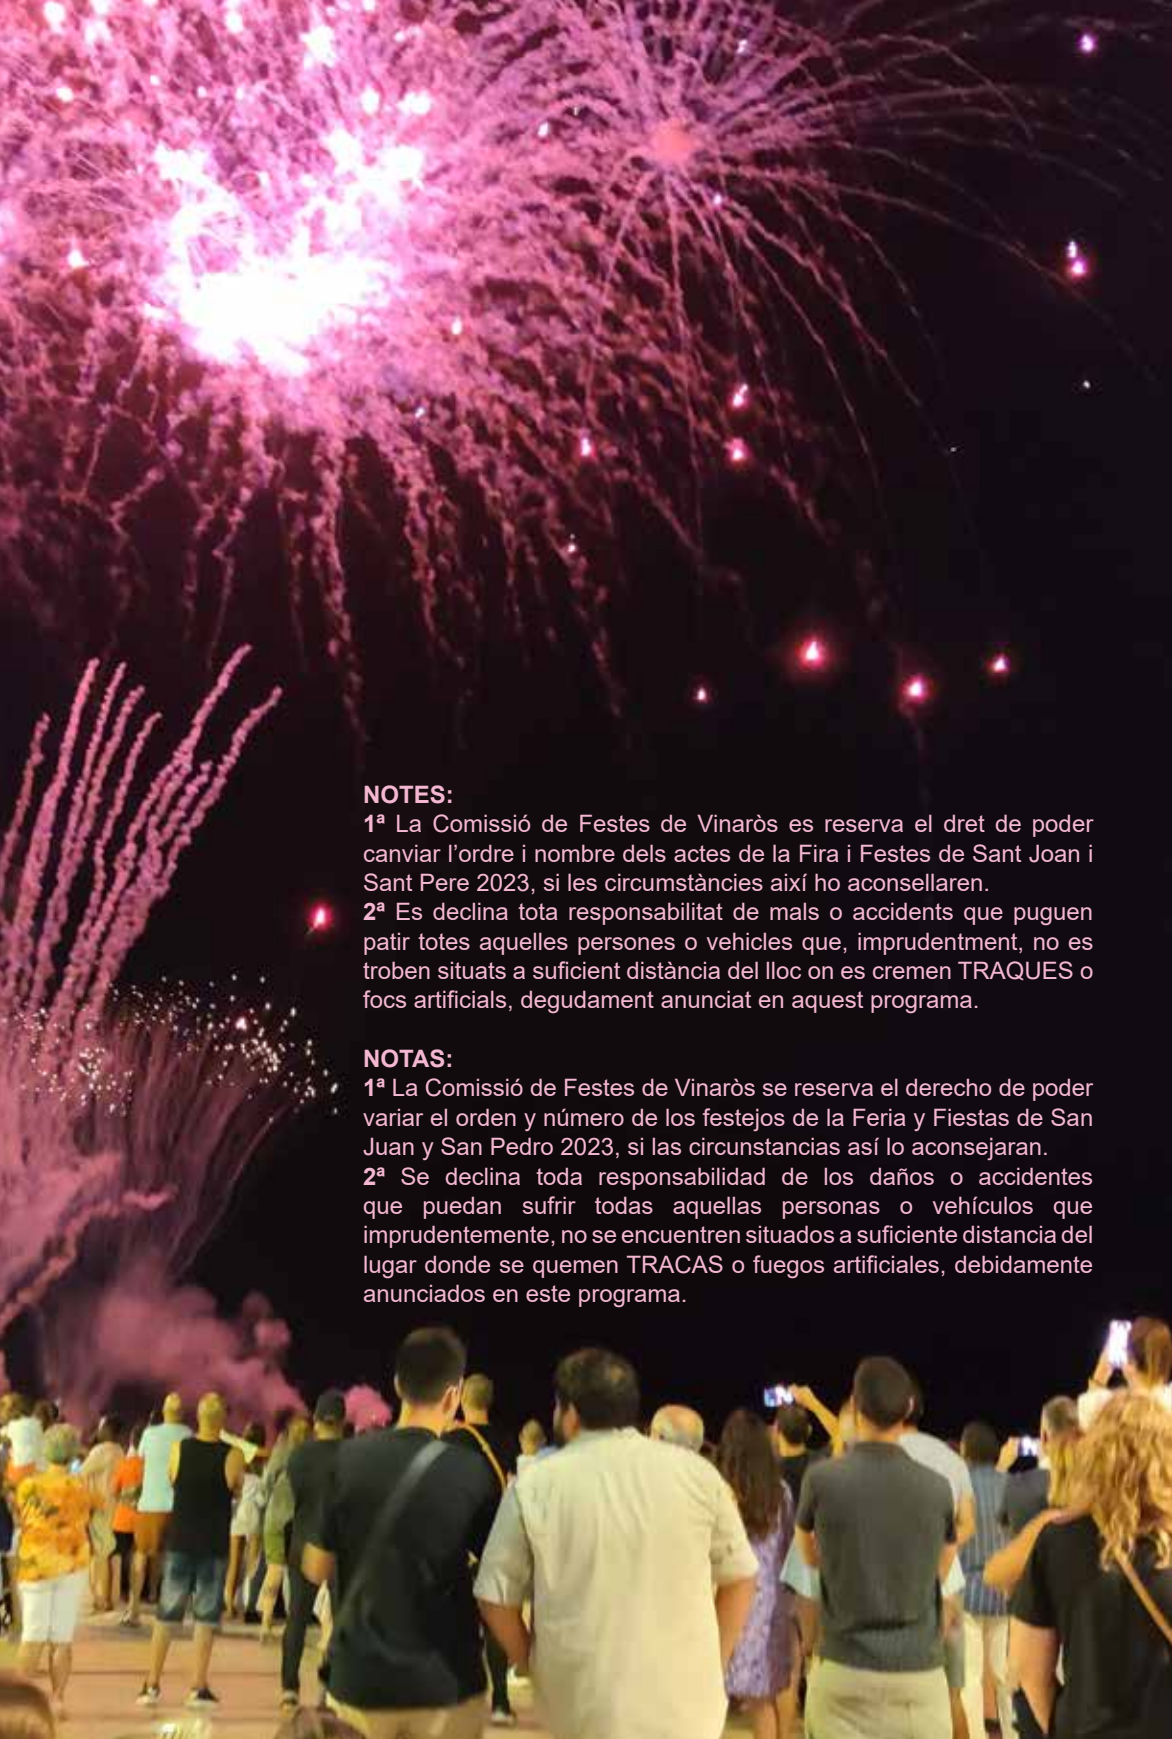 NOTES:
1ª La Comissió de Festes de Vinaròs es reserva el dret de poder
canviar l’ordre i nombre dels actes de la Fira i Festes de Sant Joan i
Sant Pere 2023, si les circumstàncies així ho aconsellaren.
2ª Es declina tota responsabilitat de mals o accidents que puguen
patir totes aquelles persones o vehicles que, imprudentment, no es
troben situats a suficient distància del lloc on es cremen TRAQUES o
focs artificials, degudament anunciat en aquest programa.
NOTAS:
1ª La Comissió de Festes de Vinaròs se reserva el derecho de poder
variar el orden y número de los festejos de la Feria y Fiestas de San
Juan y San Pedro 2023, si las circunstancias así lo aconsejaran.
2ª Se declina toda responsabilidad de los daños o accidentes
que puedan sufrir todas aquellas personas o vehículos que
imprudentemente, no se encuentren situados a suficiente distancia del
lugar donde se quemen TRACAS o fuegos artificiales, debidamente
anunciados en este programa.